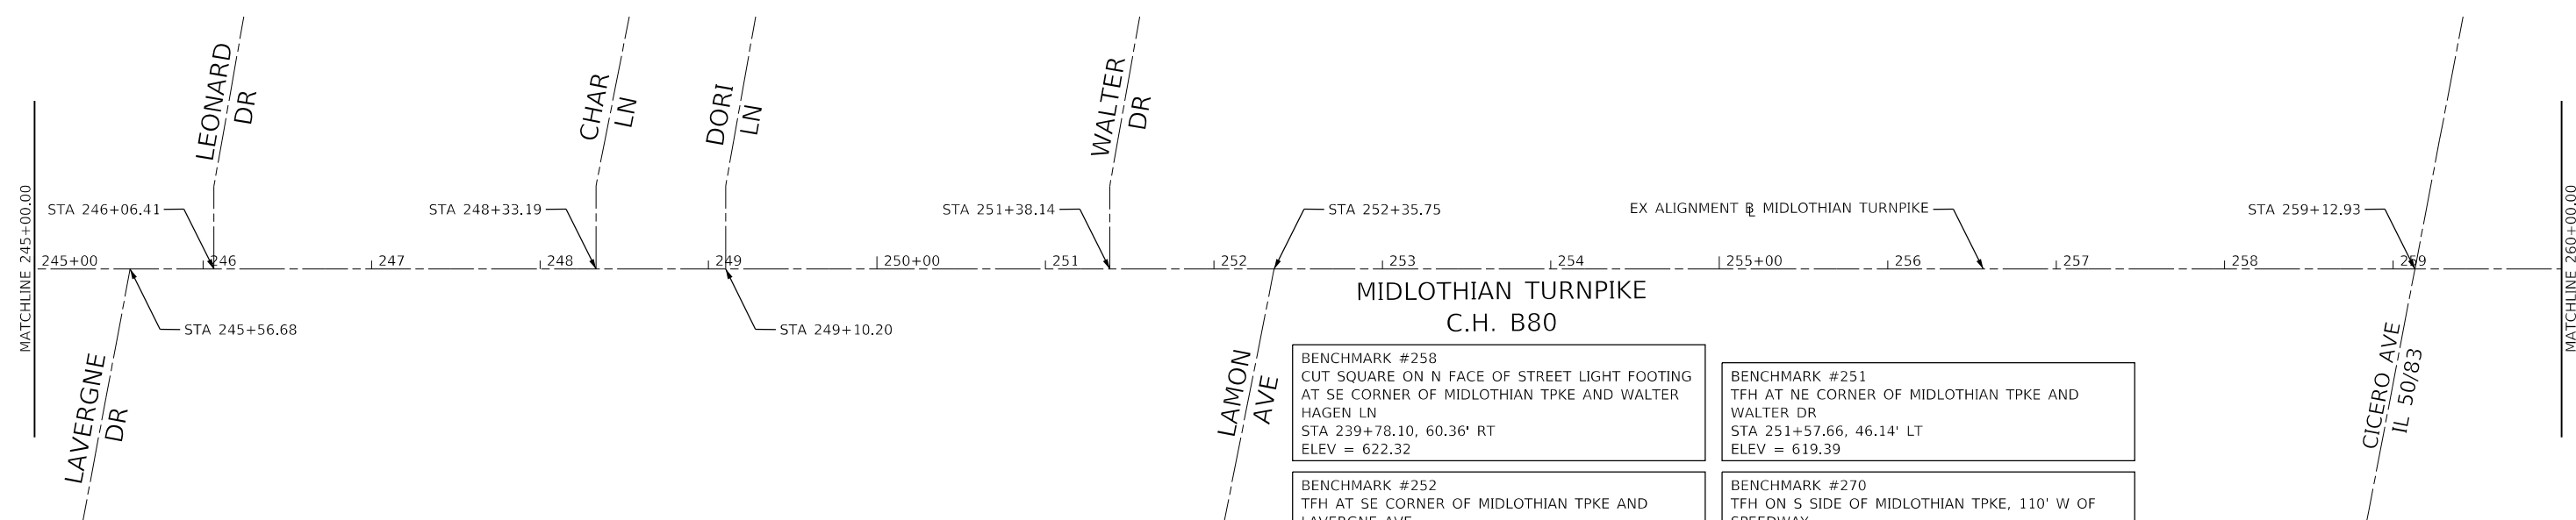 LEONARD
DR
CHAR
LN
DORI
LN
WALTER
DR
MATCHLINE 245+00.00
STA 246+06.41
STA 248+33.19
STA 251+38.14
STA 252+35.75
EX ALIGNMENT ℄ MIDLOTHIAN TURNPIKE
STA 259+12.93
MATCHLINE 260+00.00
245+00
246
247
248
249
250+00
251
252
253
254
255+00
256
257
258
259
STA 245+56.68
STA 249+10.20
MIDLOTHIAN TURNPIKE
C.H. B80
LAVERGNE
DR
LAMON
AVE
CICERO AVE
IL 50/83
BENCHMARK #258
CUT SQUARE ON N FACE OF STREET LIGHT FOOTING
AT SE CORNER OF MIDLOTHIAN TPKE AND WALTER
HAGEN LN
STA 239+78.10, 60.36' RT
ELEV = 622.32
BENCHMARK #251
TFH AT NE CORNER OF MIDLOTHIAN TPKE AND
WALTER DR
STA 251+57.66, 46.14' LT
ELEV = 619.39
BENCHMARK #252
TFH AT SE CORNER OF MIDLOTHIAN TPKE AND
LAVERGNE AVE
BENCHMARK #270
TFH ON S SIDE OF MIDLOTHIAN TPKE, 110' W OF
SPEEDWAY